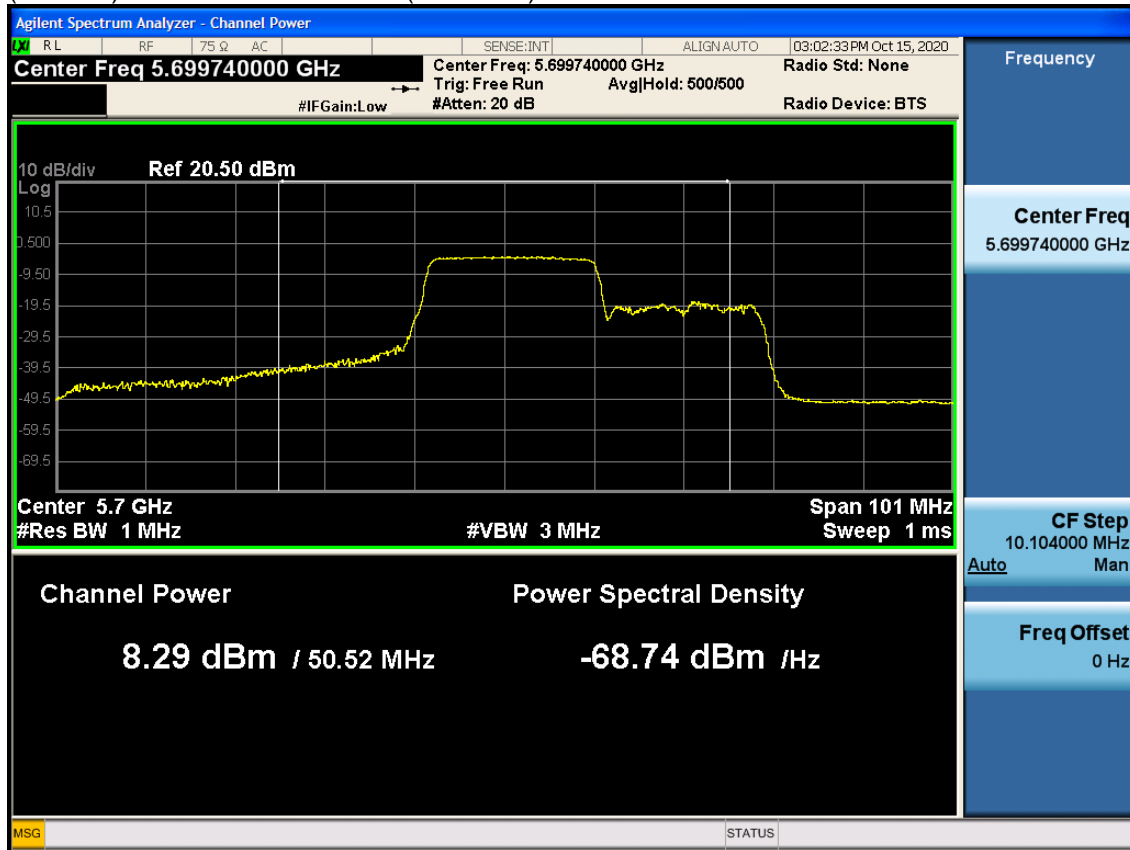 Agilent Spectrum Analyzer - Channel Power
LXI RL RF 75 Ω AC SENSE:INT ALIGN AUTO 03:02:33 PM Oct 15, 2020
Center Freq 5.699740000 GHz
Center Freq: 5.699740000 GHz Radio Std: None
Trig: Free Run Avg|Hold: 500/500
#IFGain:Low #Atten: 20 dB Radio Device: BTS
10 dB/div Ref 20.50 dBm
Log
10.5
0.500
-9.50
-19.5
-29.5
-39.5
-49.5
-59.5
-69.5
Center 5.7 GHz Span 101 MHz
#Res BW 1 MHz #VBW 3 MHz Sweep 1 ms
Channel Power Power Spectral Density
8.29 dBm / 50.52 MHz -68.74 dBm /Hz
Frequency
Center Freq
5.699740000 GHz
CF Step
10.104000 MHz
Auto Man
Freq Offset
0 Hz
MSG STATUS